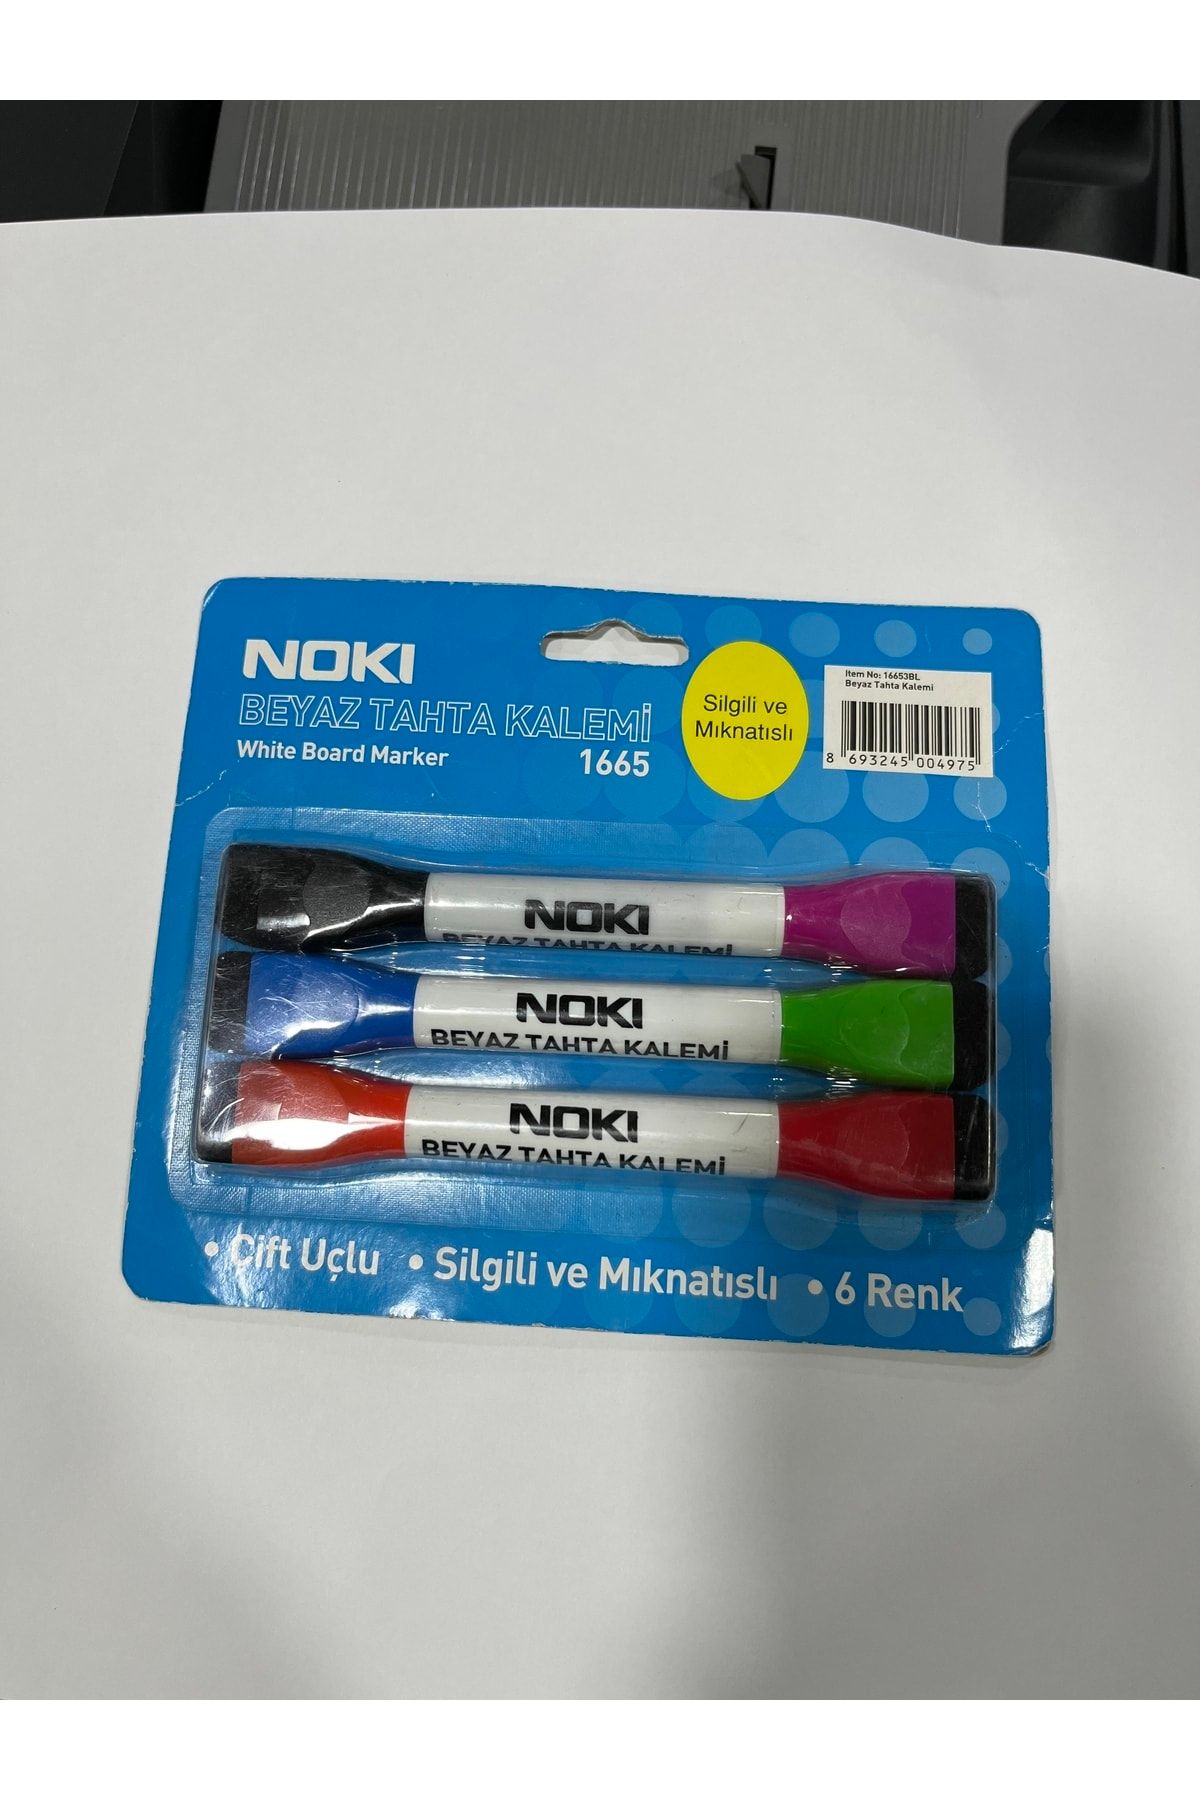 NOKI
BEYAZ TAHTA KALEMİ
White Board Marker
1665
Silgili ve
Mıknatıslı
Item No: 16653BL
Beyaz Tahta Kalemi
8 693245 004975
NOKI
BEYAZ TAHTA KALEMİ
NOKI
BEYAZ TAHTA KALEMİ
NOKI
BEYAZ TAHTA KALEMİ
• Çift Uçlu • Silgili ve Mıknatıslı • 6 Renk